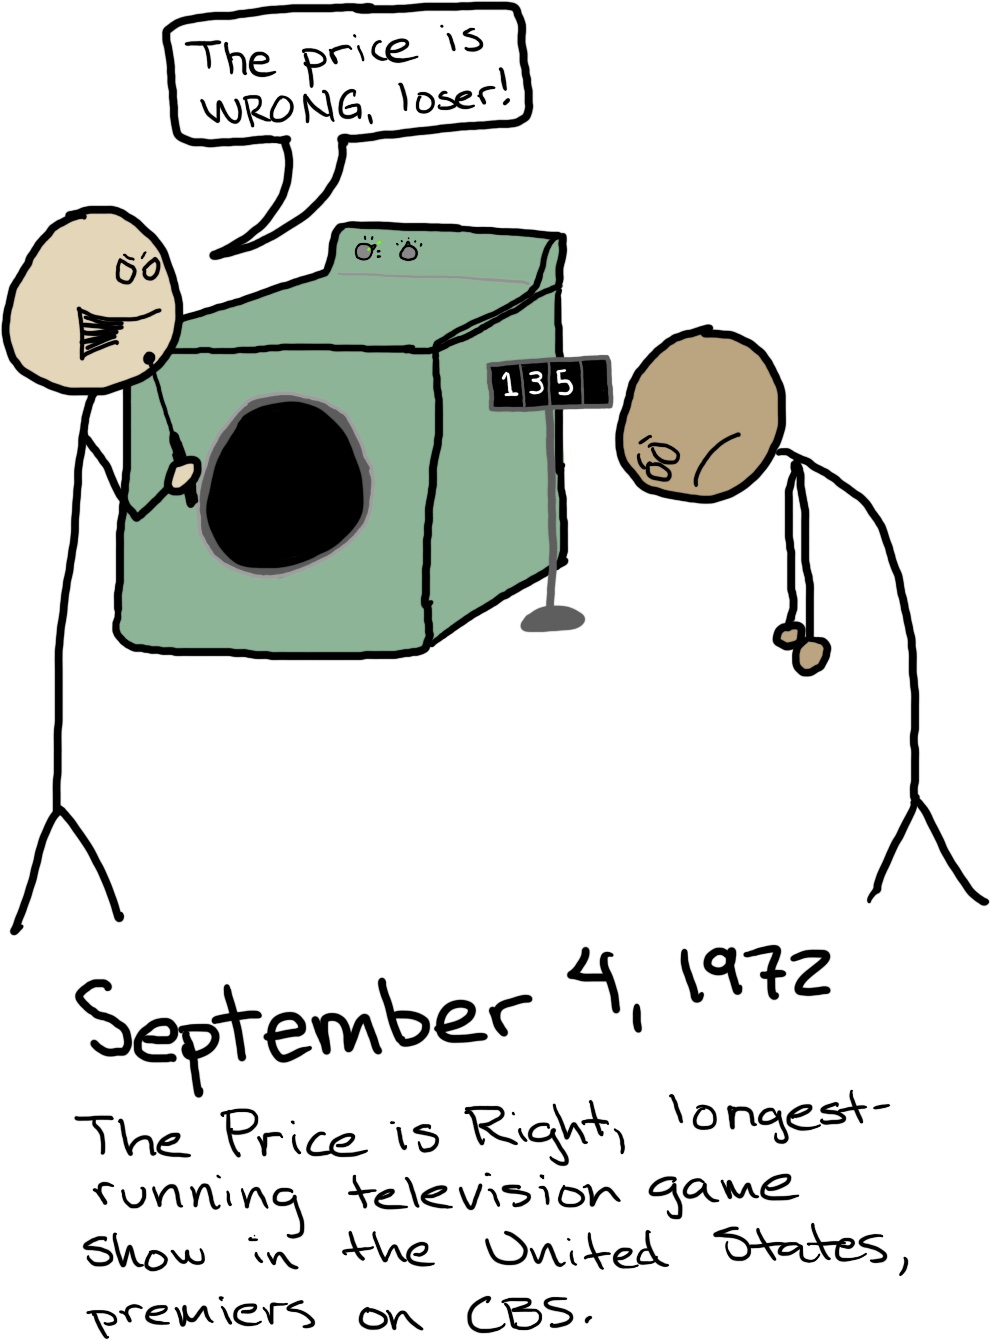 The price is
WRONG, loser!
135
September 4, 1972
The Price is Right, longest-
running television game
show in the United States,
premiers on CBS.